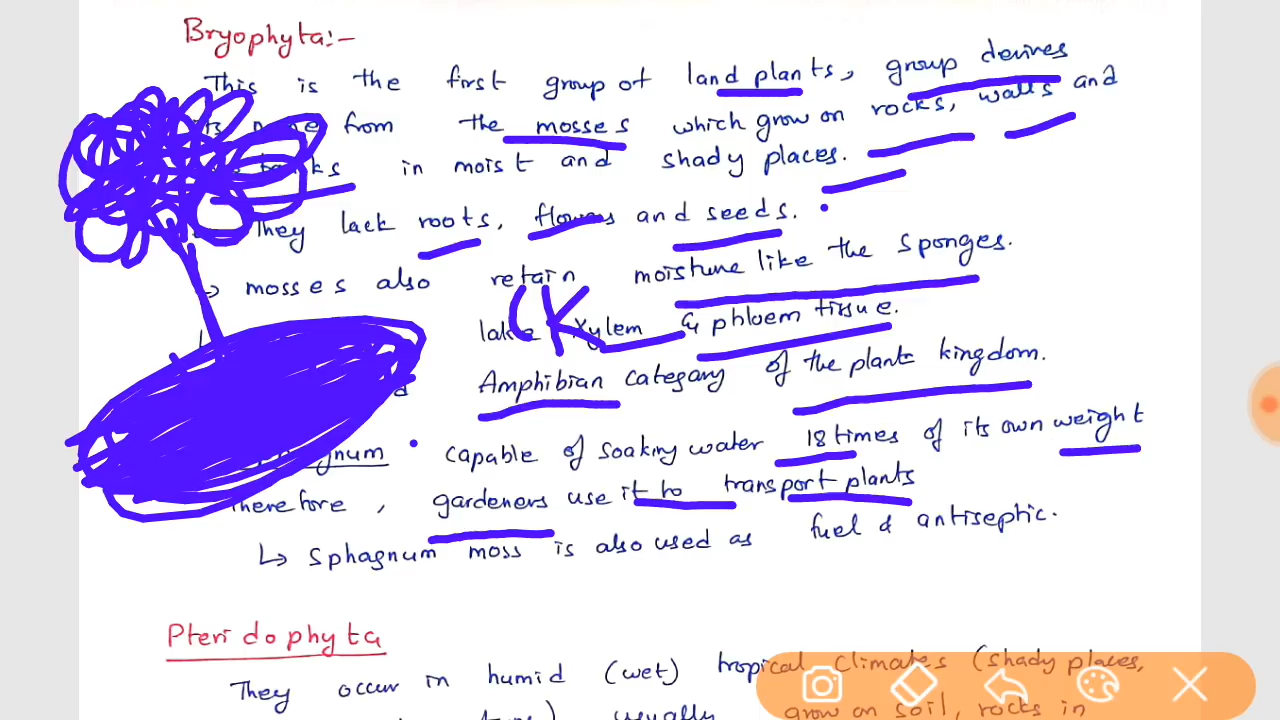 Bryophyta:-
This is the first group of land plants, group derives
from the mosses which grow on rocks, walls and
in moist and shady places.
They lack roots, flowers and seeds.
↳ mosses also retain moisture like the sponges.
CK xylem & phloem tissue.
Amphibian category of the plant kingdom.
capable of soaking water 18 times of its own weight
therefore, gardeners use it to transport plants
↳ sphagnum moss is also used as fuel & antiseptic.
Pteridophyta
They occur in humid (wet) tropical climates (shady places,
usually grow on soil, rocks in